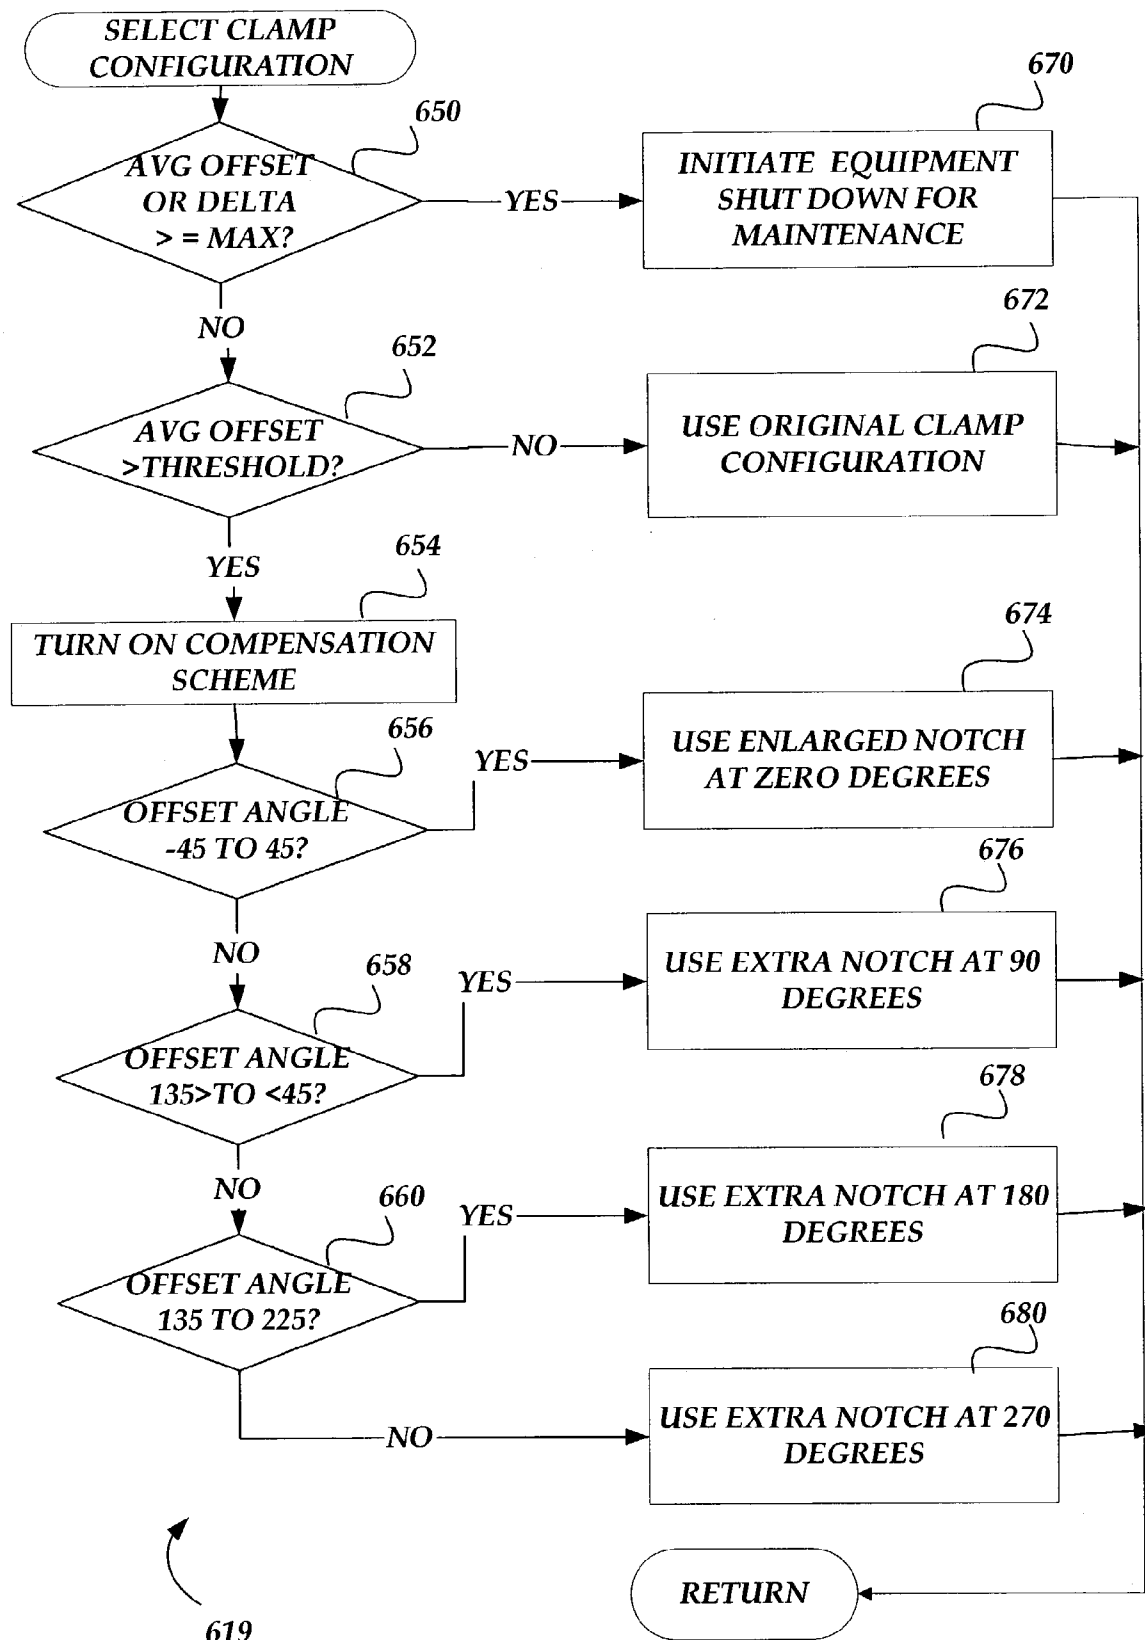 SELECT CLAMP
CONFIGURATION
650
AVG OFFSET
OR DELTA
> = MAX?
YES
670
INITIATE EQUIPMENT
SHUT DOWN FOR
MAINTENANCE
NO
652
AVG OFFSET
>THRESHOLD?
NO
672
USE ORIGINAL CLAMP
CONFIGURATION
YES
654
TURN ON COMPENSATION
SCHEME
656
OFFSET ANGLE
-45 TO 45?
YES
674
USE ENLARGED NOTCH
AT ZERO DEGREES
NO
658
OFFSET ANGLE
135>TO <45?
YES
676
USE EXTRA NOTCH AT 90
DEGREES
NO
660
OFFSET ANGLE
135 TO 225?
YES
678
USE EXTRA NOTCH AT 180
DEGREES
NO
680
USE EXTRA NOTCH AT 270
DEGREES
RETURN
619